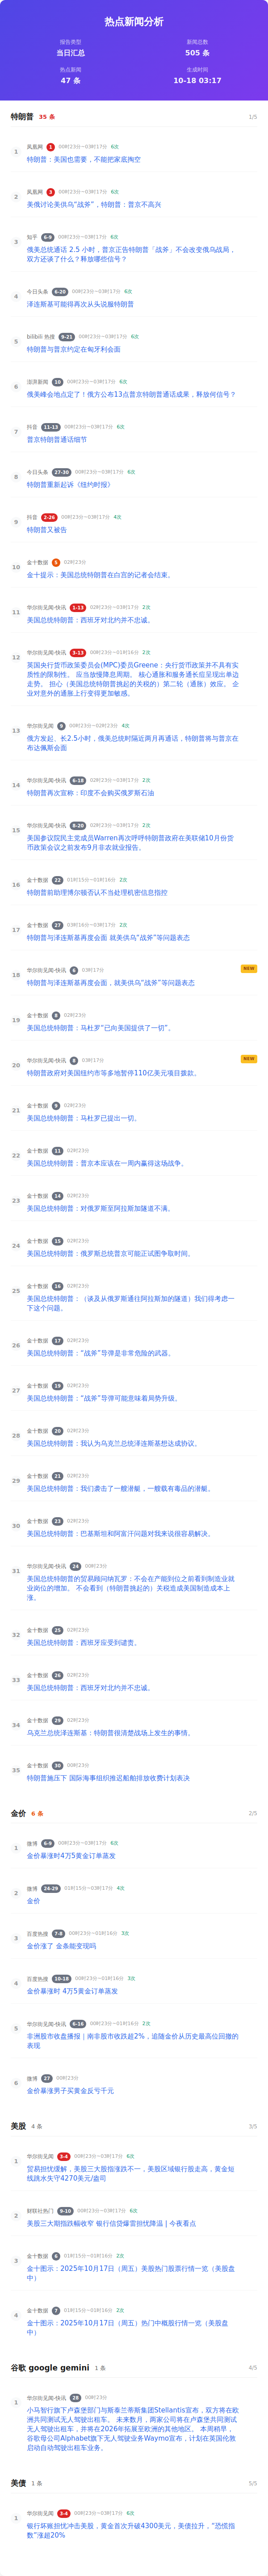 热点新闻分析
报告类型
当日汇总
新闻总数
505 条
热点新闻
47 条
生成时间
10-18 03:17
特朗普 35 条 1/5
1 凤凰网 1 00时23分~03时17分 6次
特朗普：美国也需要，不能把家底掏空
2 凤凰网 3 00时23分~03时17分 6次
美俄讨论美供乌“战斧”，特朗普：普京不高兴
3 知乎 6-9 00时23分~03时17分 6次
俄美总统通话 2.5 小时，普京正告特朗普「战斧」不会改变俄乌战局，
双方还谈了什么？释放哪些信号？
4 今日头条 6-20 00时23分~03时17分 6次
泽连斯基可能得再次从头说服特朗普
5 bilibili 热搜 9-21 00时23分~03时17分 6次
特朗普与普京约定在匈牙利会面
6 澎湃新闻 10 00时23分~03时17分 6次
俄美峰会地点定了！俄方公布13点普京特朗普通话成果，释放何信号？
7 抖音 11-13 00时23分~03时17分 6次
普京特朗普通话细节
8 今日头条 27-30 00时23分~03时17分 6次
特朗普重新起诉《纽约时报》
9 抖音 2-26 00时23分~03时17分 4次
特朗普又被告
10 金十数据 5 02时23分
金十提示：美国总统特朗普在白宫的记者会结束。
11 华尔街见闻-快讯 1-13 02时23分~03时17分 2次
美国总统特朗普：西班牙对北约并不忠诚。
12 华尔街见闻-快讯 3-13 00时23分~01时16分 2次
英国央行货币政策委员会(MPC)委员Greene：央行货币政策并不具有实
质性的限制性。 应当放慢降息周期。 核心通胀和服务通长后呈现出单边
走势。 担心（美国总统特朗普挑起的关税的）第二轮（通胀）效应。 企
业对意外的通胀上行变得更加敏感。
13 华尔街见闻 9 00时23分~02时23分 4次
俄方发起、长2.5小时，俄美总统时隔近两月再通话，特朗普将与普京在
布达佩斯会面
14 华尔街见闻-快讯 6-18 02时23分~03时17分 2次
特朗普再次宣称：印度不会购买俄罗斯石油
15 华尔街见闻-快讯 8-20 02时23分~03时17分 2次
美国参议院民主党成员Warren再次呼呼特朗普政府在美联储10月份货
币政策会议之前发布9月非农就业报告。
16 金十数据 22 01时15分~01时16分 2次
特朗普前助理博尔顿否认不当处理机密信息指控
17 金十数据 27 03时16分~03时17分 2次
特朗普与泽连斯基再度会面 就美供乌“战斧”等问题表态
18 华尔街见闻-快讯 6 03时17分 NEW
特朗普与泽连斯基再度会面，就美供乌“战斧”等问题表态
19 金十数据 8 02时23分
美国总统特朗普：马杜罗“已向美国提供了一切”。
20 华尔街见闻-快讯 8 03时17分 NEW
特朗普政府对美国纽约市等多地暂停110亿美元项目拨款。
21 金十数据 9 02时23分
美国总统特朗普：马杜罗已提出一切。
22 金十数据 11 02时23分
美国总统特朗普：普京本应该在一周内赢得这场战争。
23 金十数据 14 02时23分
美国总统特朗普：对俄罗斯至阿拉斯加隧道不满。
24 金十数据 15 02时23分
美国总统特朗普：俄罗斯总统普京可能正试图争取时间。
25 金十数据 16 02时23分
美国总统特朗普：（谈及从俄罗斯通往阿拉斯加的隧道）我们得考虑一
下这个问题。
26 金十数据 17 02时23分
美国总统特朗普：“战斧”导弹是非常危险的武器。
27 金十数据 19 02时23分
美国总统特朗普：“战斧”导弹可能意味着局势升级。
28 金十数据 20 02时23分
美国总统特朗普：我认为乌克兰总统泽连斯基想达成协议。
29 金十数据 21 02时23分
美国总统特朗普：我们袭击了一艘潜艇，一艘载有毒品的潜艇。
30 金十数据 23 02时23分
美国总统特朗普：巴基斯坦和阿富汗问题对我来说很容易解决。
31 华尔街见闻-快讯 24 00时23分
美国总统特朗普的贸易顾问纳瓦罗：不会在产能到位之前看到制造业就
业岗位的增加。 不会看到（特朗普挑起的）关税造成美国制造成本上
涨。
32 金十数据 25 02时23分
美国总统特朗普：西班牙应受到谴责。
33 金十数据 26 02时23分
美国总统特朗普：西班牙对北约并不忠诚。
34 金十数据 29 02时23分
乌克兰总统泽连斯基：特朗普很清楚战场上发生的事情。
35 金十数据 30 00时23分
特朗普施压下 国际海事组织推迟船舶排放收费计划表决
金价 6 条 2/5
1 微博 6-9 00时23分~03时17分 6次
金价暴涨时4万5黄金订单蒸发
2 微博 24-29 01时15分~03时17分 4次
金价
3 百度热搜 7-8 00时23分~01时16分 3次
金价涨了 金条能变现吗
4 百度热搜 10-18 00时23分~01时16分 3次
金价暴涨时 4万5黄金订单蒸发
5 华尔街见闻-快讯 6-16 00时23分~01时16分 2次
非洲股市收盘播报｜南非股市收跌超2%，追随金价从历史最高位回撤的
表现
6 微博 27 00时23分
金价暴涨男子买黄金反亏千元
美股 4 条 3/5
1 华尔街见闻 3-4 00时23分~03时17分 6次
贸易担忧缓解，美股三大股指涨跌不一，美股区域银行股走高，黄金短
线跳水失守4270美元/盎司
2 财联社热门 9-10 00时23分~03时17分 6次
美股三大期指跌幅收窄 银行信贷爆雷担忧降温 | 今夜看点
3 金十数据 6 01时15分~01时16分 2次
金十图示：2025年10月17日（周五）美股热门股票行情一览（美股盘
中）
4 金十数据 7 01时15分~01时16分 2次
金十图示：2025年10月17日（周五）热门中概股行情一览（美股盘
中）
谷歌 google gemini 1 条 4/5
1 华尔街见闻-快讯 28 00时23分
小马智行旗下卢森堡部门与斯泰兰蒂斯集团Stellantis宣布，双方将在欧
洲共同测试无人驾驶出租车。 未来数月，两家公司将在卢森堡共同测试
无人驾驶出租车，并将在2026年拓展至欧洲的其他地区。 本周稍早，
谷歌母公司Alphabet旗下无人驾驶业务Waymo宣布，计划在英国伦敦
启动自动驾驶出租车业务。
美债 1 条 5/5
1 华尔街见闻 3-4 00时23分~03时17分 6次
银行坏账担忧冲击美股，黄金首次升破4300美元，美债拉升，“恐慌指
数”涨超20%